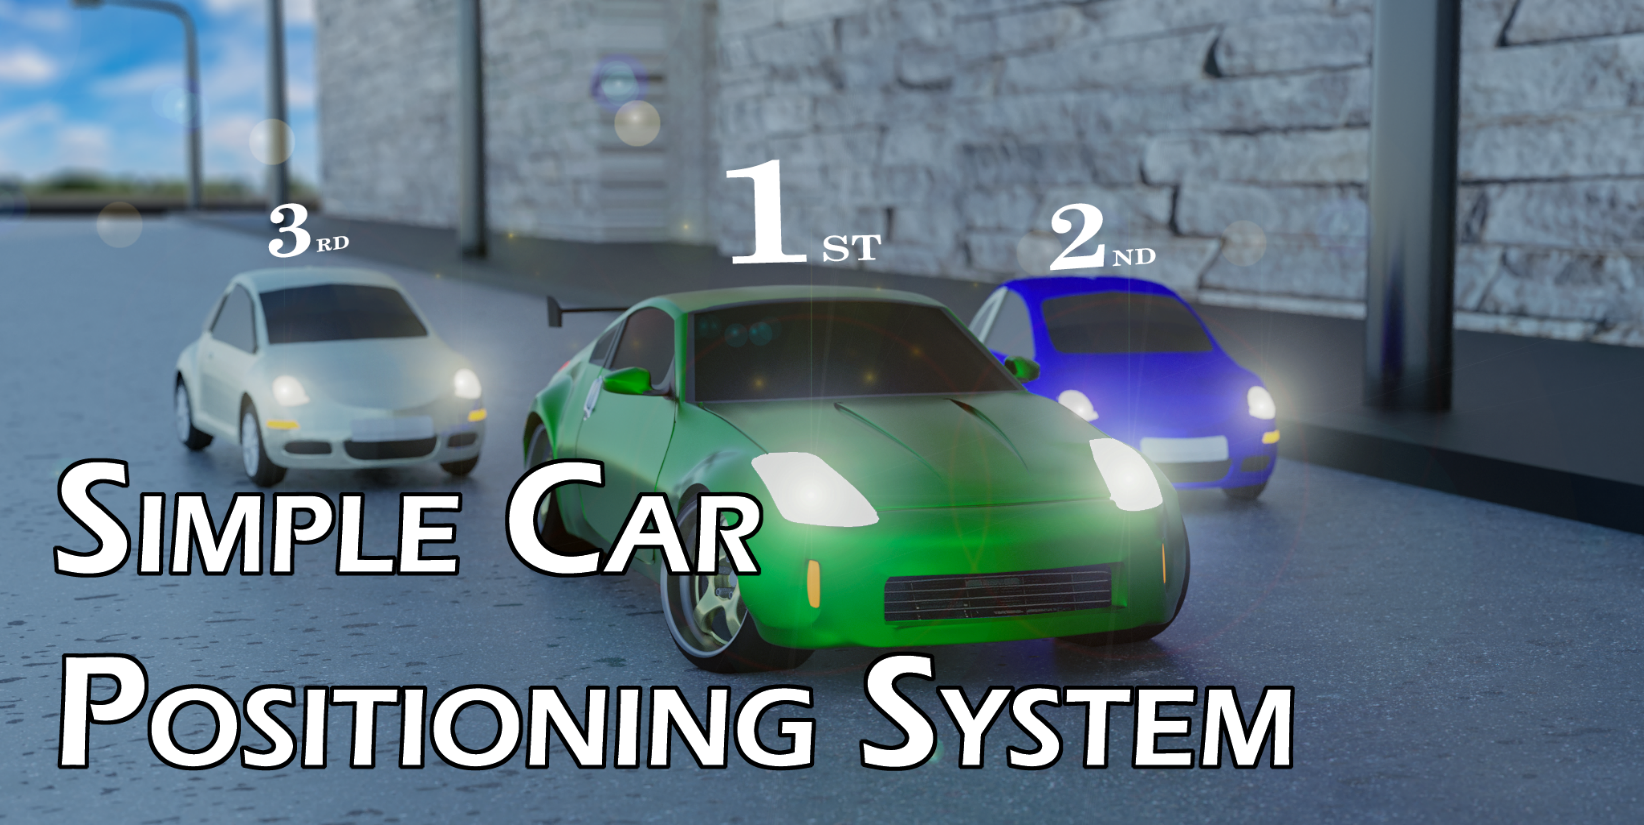 3RD
1ST
2ND
Simple Car
Positioning System